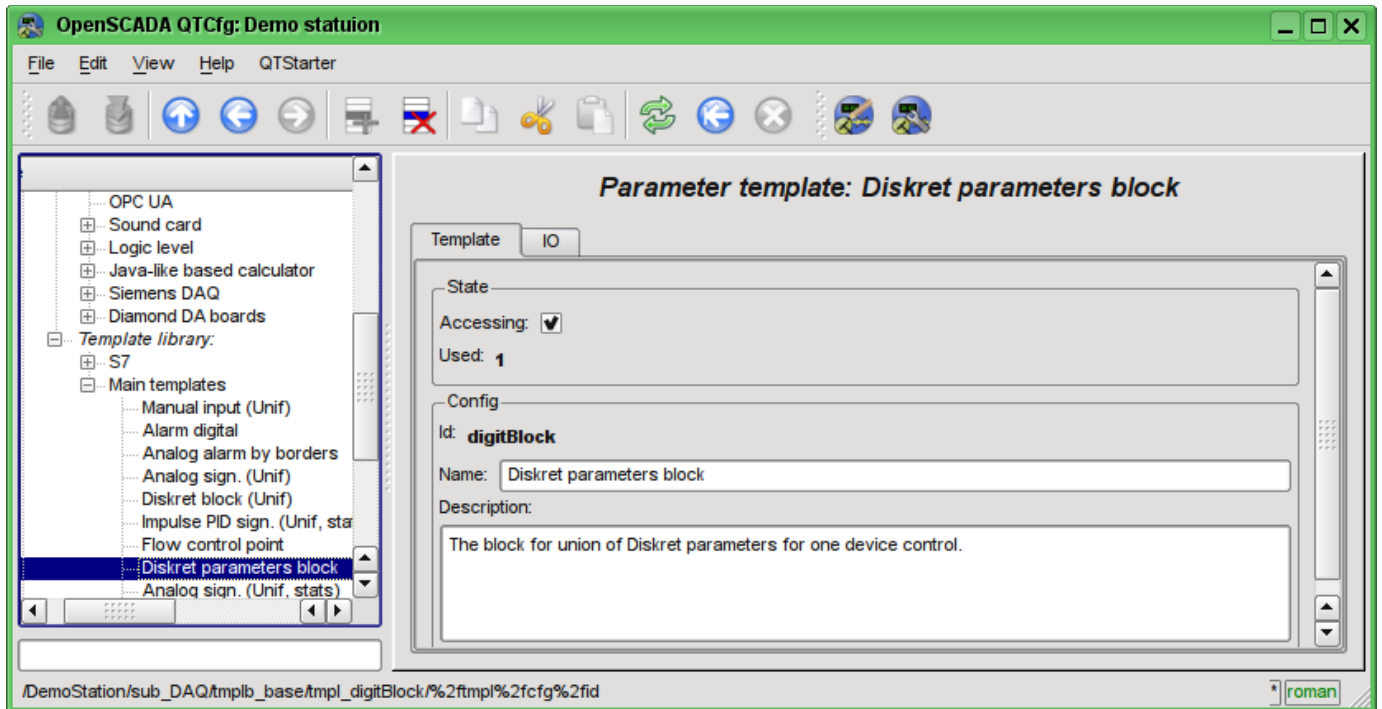 OpenSCADA QTCfg: Demo statuion
File Edit View Help QTStarter
OPC UA
Sound card
Logic level
Java-like based calculator
Siemens DAQ
Diamond DA boards
Template library:
S7
Main templates
Manual input (Unif)
Alarm digital
Analog alarm by borders
Analog sign. (Unif)
Diskret block (Unif)
Impulse PID sign. (Unif, sta
Flow control point
Diskret parameters block
Analog sign. (Unif, stats)
Parameter template: Diskret parameters block
Template IO
State
Accessing:
Used: 1
Config
Id: digitBlock
Name: Diskret parameters block
Description:
The block for union of Diskret parameters for one device control.
/DemoStation/sub_DAQ/tmplb_base/tmpl_digitBlock/%2ftmpl%2fcfg%2fid
* roman